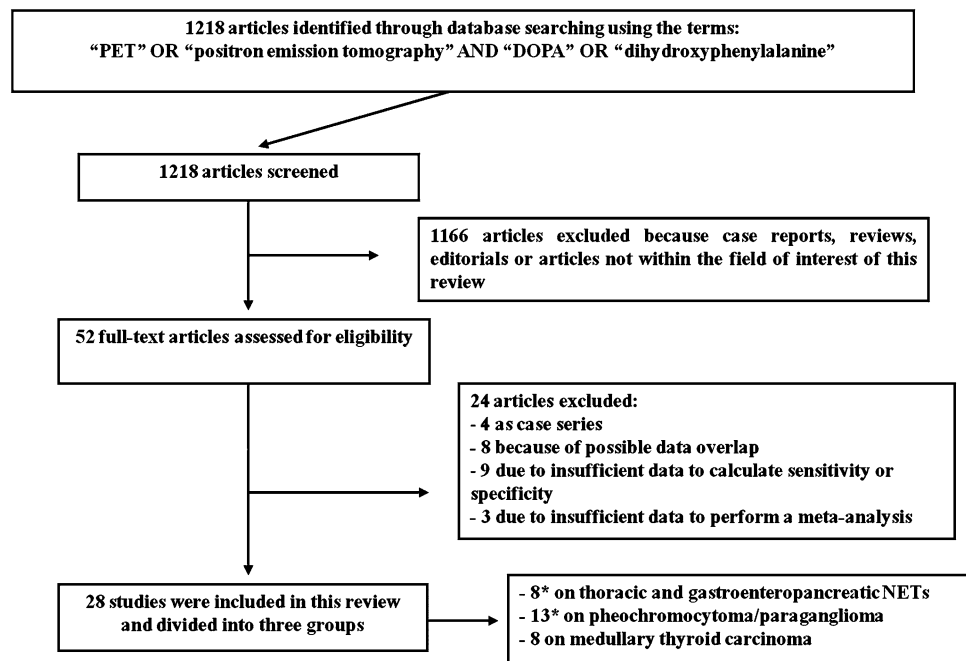 1218 articles identified through database searching using the terms:
“PET” OR “positron emission tomography” AND “DOPA” OR “dihydroxyphenylalanine”
1218 articles screened
1166 articles excluded because case reports, reviews,
editorials or articles not within the field of interest of this
review
52 full-text articles assessed for eligibility
24 articles excluded:
- 4 as case series
- 8 because of possible data overlap
- 9 due to insufficient data to calculate sensitivity or
specificity
- 3 due to insufficient data to perform a meta-analysis
28 studies were included in this review
and divided into three groups
- 8* on thoracic and gastroenteropancreatic NETs
- 13* on pheochromocytoma/paraganglioma
- 8 on medullary thyroid carcinoma